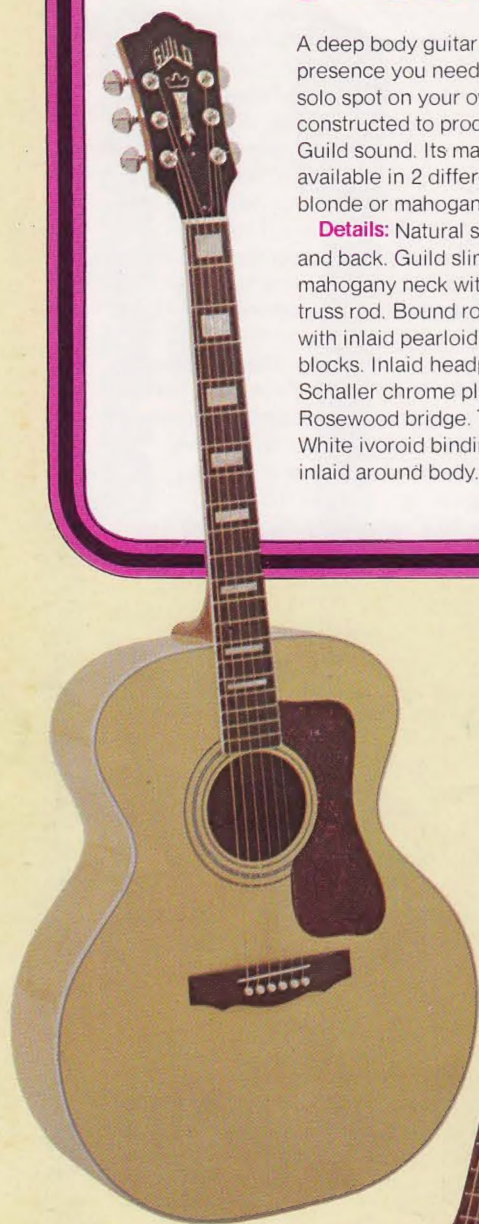 GUILD
A deep body guitar
presence you need
solo spot on your o
constructed to prod
Guild sound. Its ma
available in 2 differ
blonde or mahogan
Details: Natural s
and back. Guild slin
mahogany neck wit
truss rod. Bound ro
with inlaid pearloid
blocks. Inlaid headp
Schaller chrome pl
Rosewood bridge. T
White ivoroid bindi
inlaid around body.